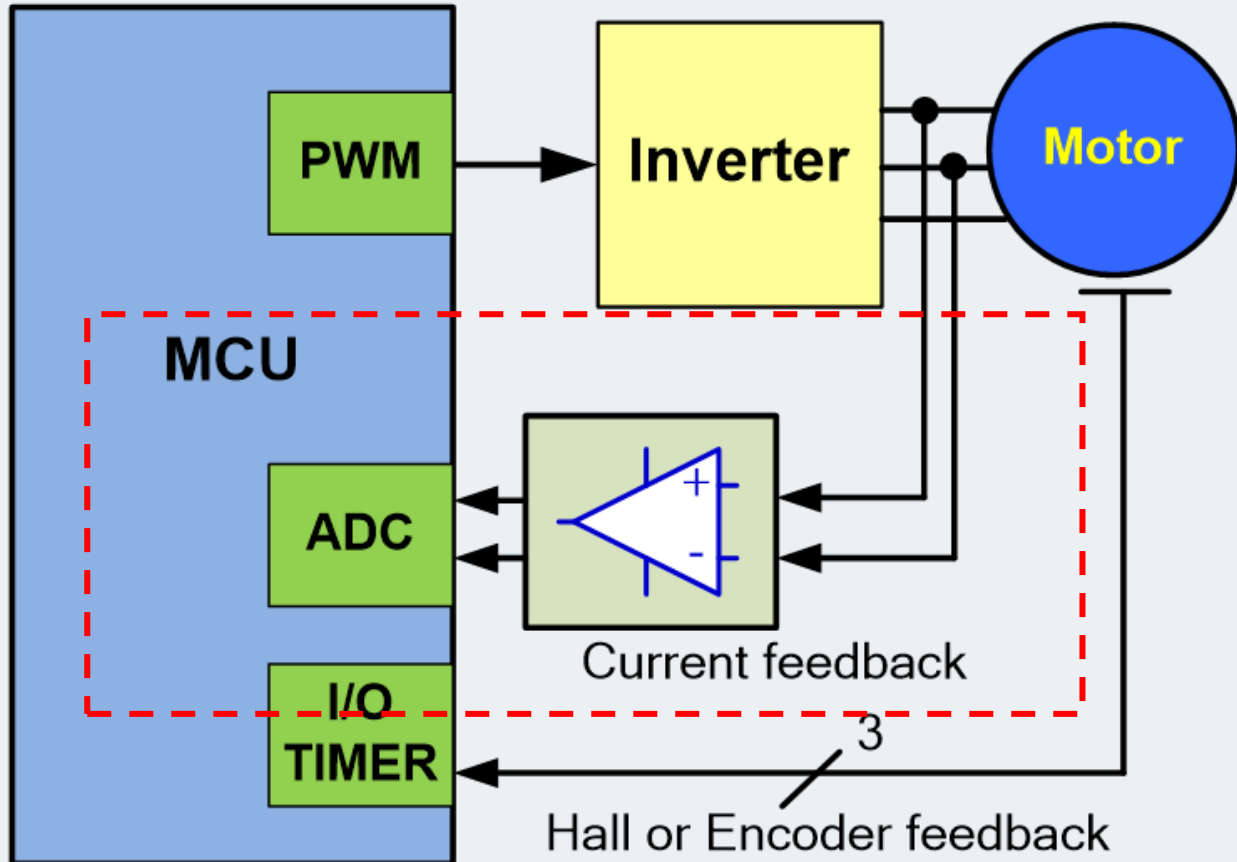 PWM
Inverter
Motor
MCU
ADC
+
-
Current feedback
I/O
TIMER
3
Hall or Encoder feedback